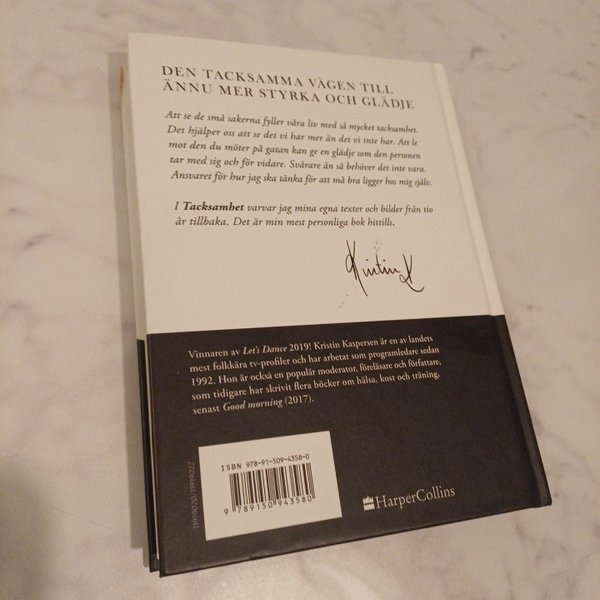 DEN TACKSAMMA VÄGEN TILL
ÄNNU MER STYRKA OCH GLÄDJE
Att se de små sakerna fyller våra liv med så mycket tacksamhet.
Det hjälper oss att se det vi har mer än det vi inte har. Att le
mot den du möter på gatan kan ge en glädje som den personen
tar med sig och för vidare. Svårare än så behöver det inte vara.
Ansvaret för hur jag ska tänka för att må bra ligger hos mig själv.
I Tacksamhet varvar jag mina egna texter och bilder från tio
år tillbaka. Det är min mest personliga bok hittills.
Kristin K
Vinnaren av Let's Dance 2019! Kristin Kaspersen är en av landets
mest folkkära tv-profiler och har arbetat som programledare sedan
1992. Hon är också en populär moderator, föreläsare och författare,
som tidigare har skrivit flera böcker om hälsa, kost och träning,
senast Good morning (2017).
ISBN 978-91-509-4358-0
9 789150 943580
HarperCollins